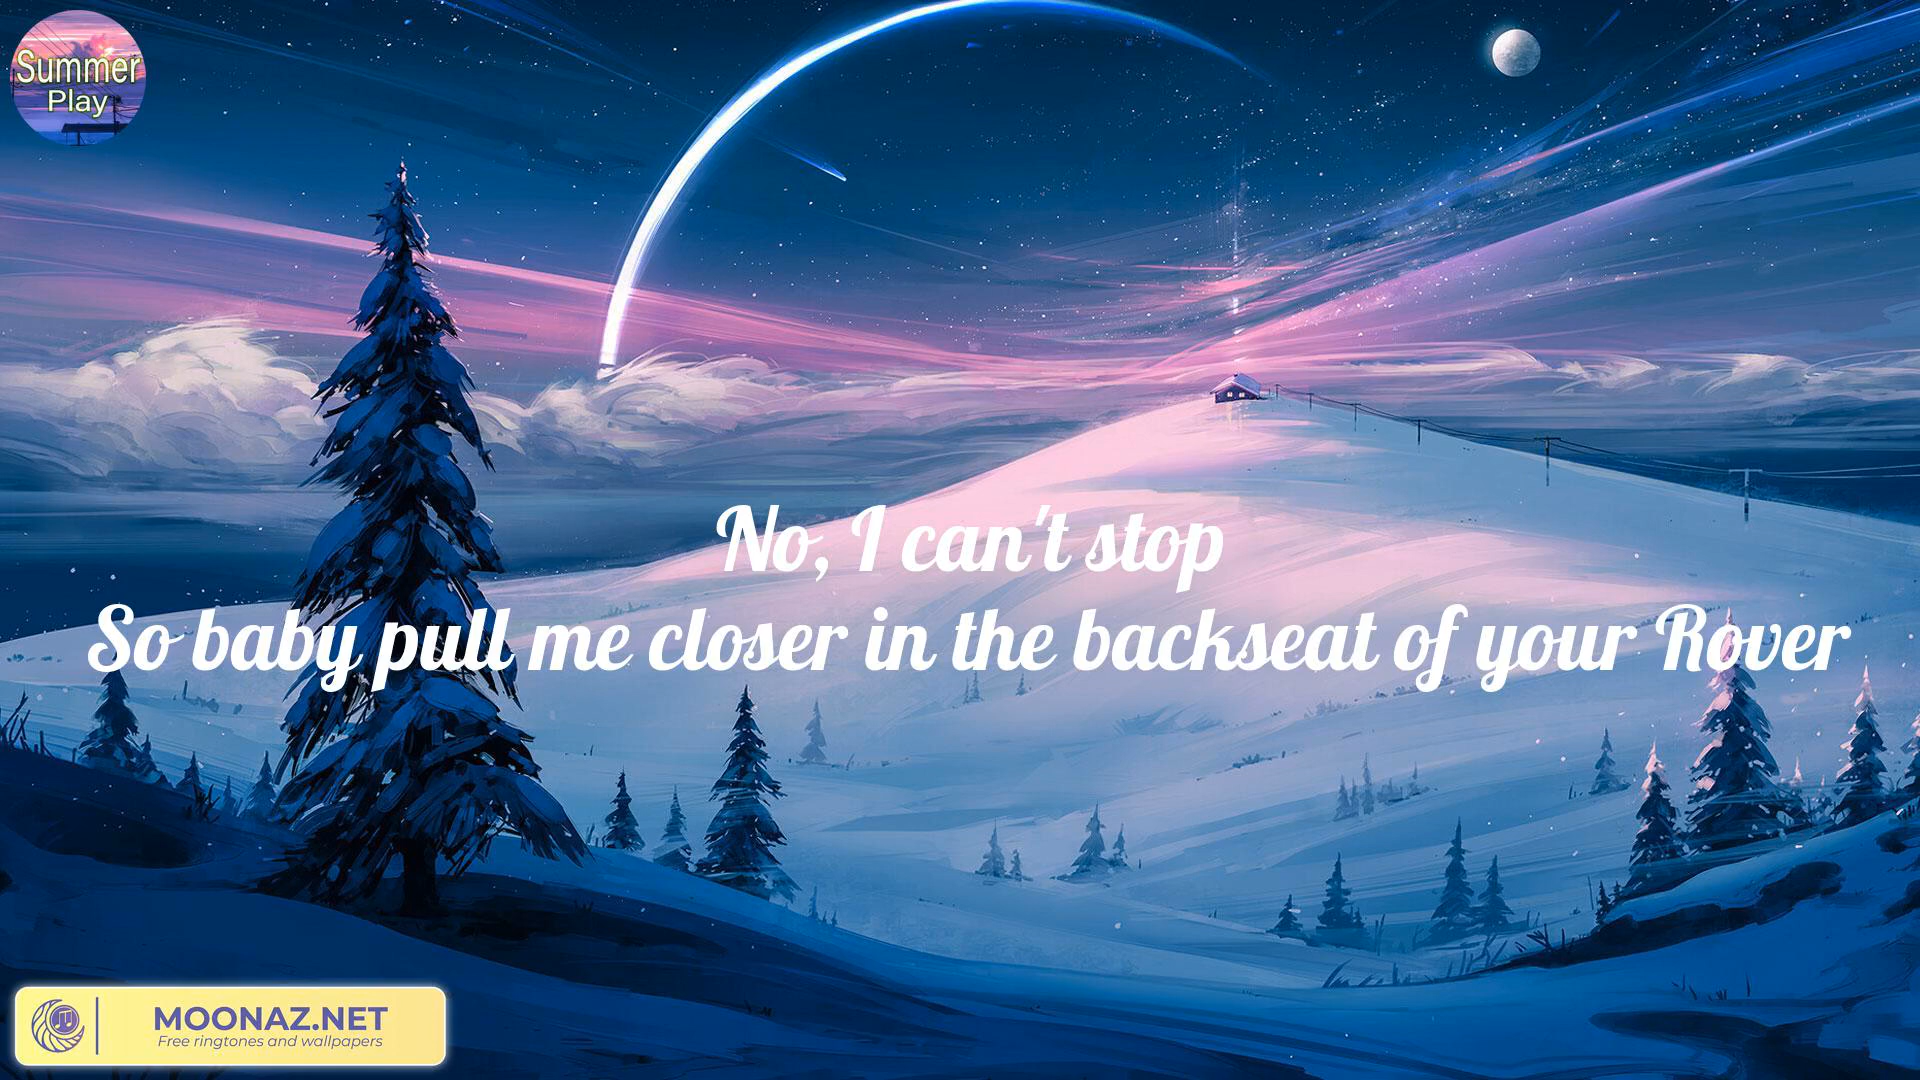 Summer
Play
No, I can't stop
So baby pull me closer in the backseat of your Rover
MOONAZ.NET
Free ringtones and wallpapers